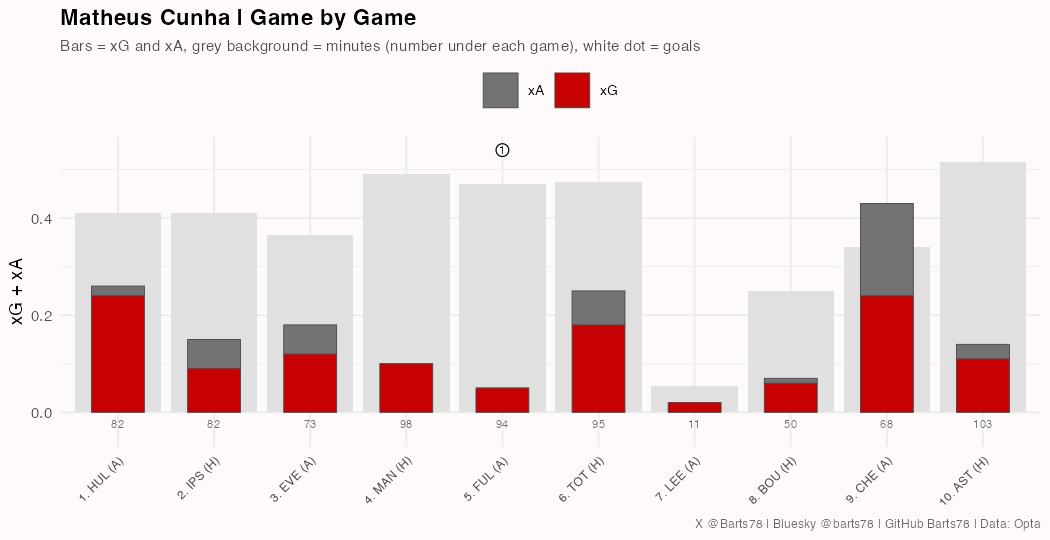 Matheus Cunha | Game by Game
Bars = xG and xA, grey background = minutes (number under each game), white dot = goals
xA xG
1
xG + xA
0.4
0.2
0.0
82 82 73 98 94 95 11 50 68 103
1. HUL (A) 2. IPS (H) 3. EVE (A) 4. MAN (H) 5. FUL (A) 6. TOT (H) 7. LEE (A) 8. BOU (H) 9. CHE (A) 10. AST (H)
X @Barts78 | Bluesky @barts78 | GitHub Barts78 | Data: Opta